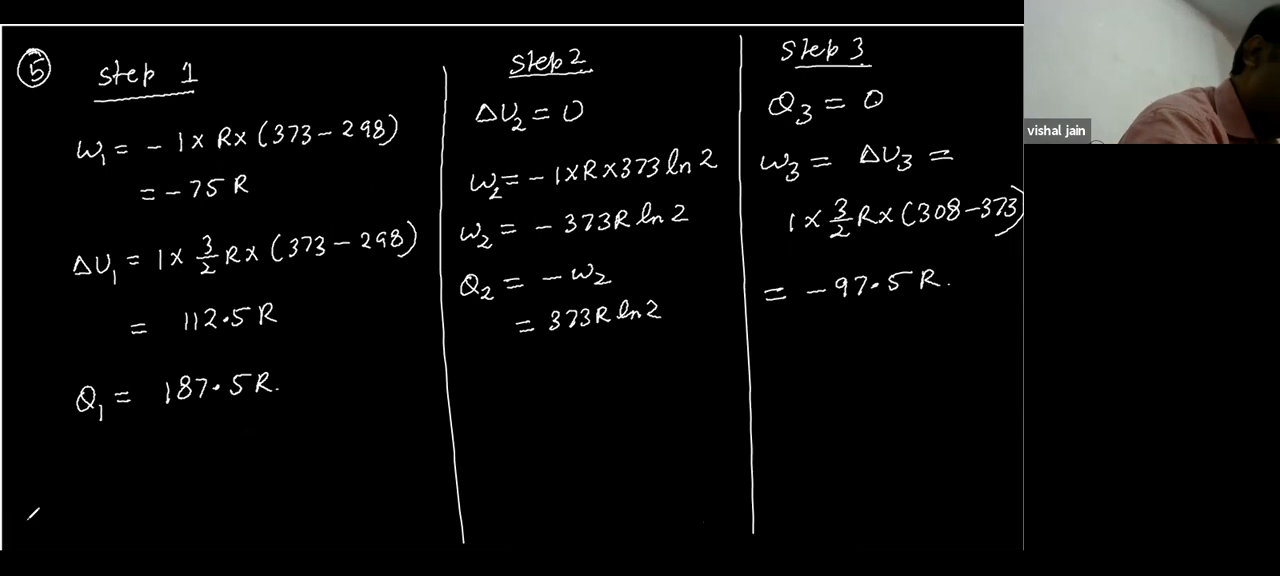 ⑤ Step 1
W₁ = - 1 × R × (373 - 298)
= - 75 R
ΔU₁ = 1 × 3/2 R × (373 - 298)
= 112.5 R
Q₁ = 187.5 R.
Step 2
ΔU₂ = 0
W₂ = - 1 × R × 373 ln 2
W₂ = - 373 R ln 2
Q₂ = - W₂
= 373 R ln 2
Step 3
Q₃ = 0
W₃ = ΔU₃ =
1 × 3/2 R × (308 - 373)
= - 97.5 R.
vishal jain